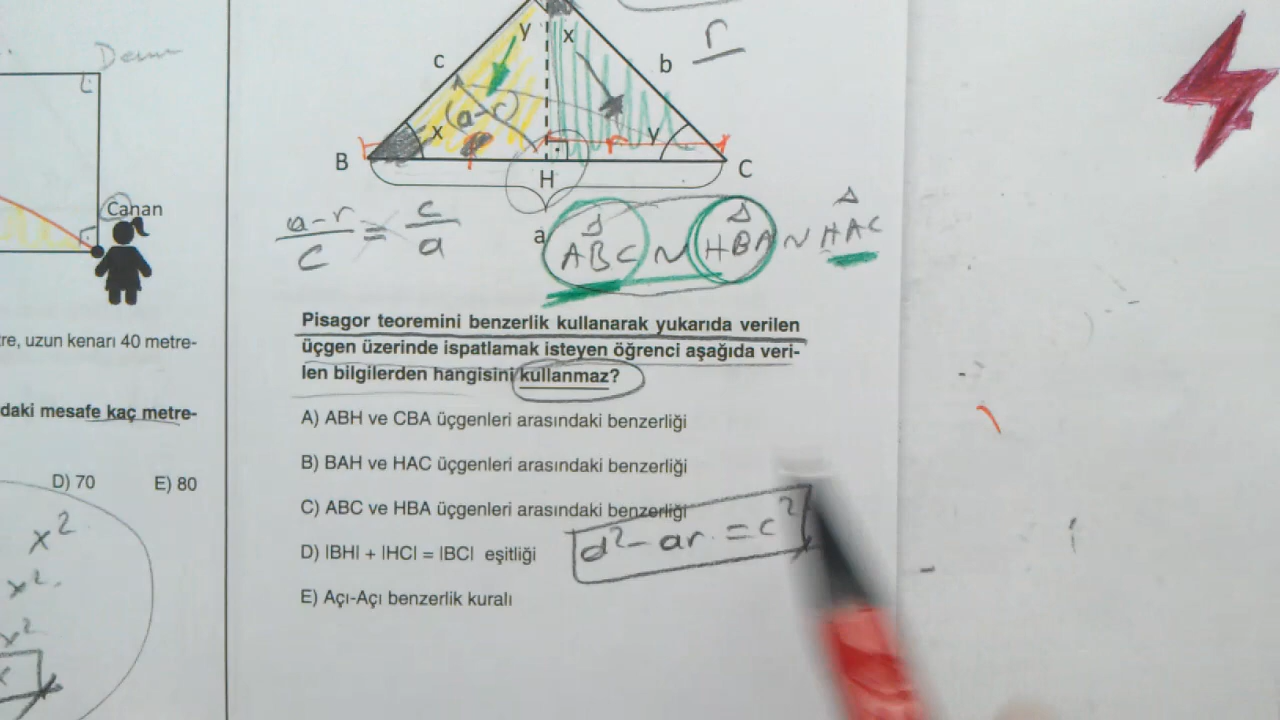 Canan
re, uzun kenarı 40 metre-
daki mesafe kaç metre-
D) 70 E) 80
x²
x²
x²
y x r
c b
x (a-r) r y
B H C
a
a-r / c = c / a
ABC ~ HBA ~ HAC
Pisagor teoremini benzerlik kullanarak yukarıda verilen
üçgen üzerinde ispatlamak isteyen öğrenci aşağıda veri-
len bilgilerden hangisini kullanmaz?
A) ABH ve CBA üçgenleri arasındaki benzerliği
B) BAH ve HAC üçgenleri arasındaki benzerliği
C) ABC ve HBA üçgenleri arasındaki benzerliği
D) |BH| + |HC| = |BC| eşitliği
a² - ar = c²
E) Açı-Açı benzerlik kuralı